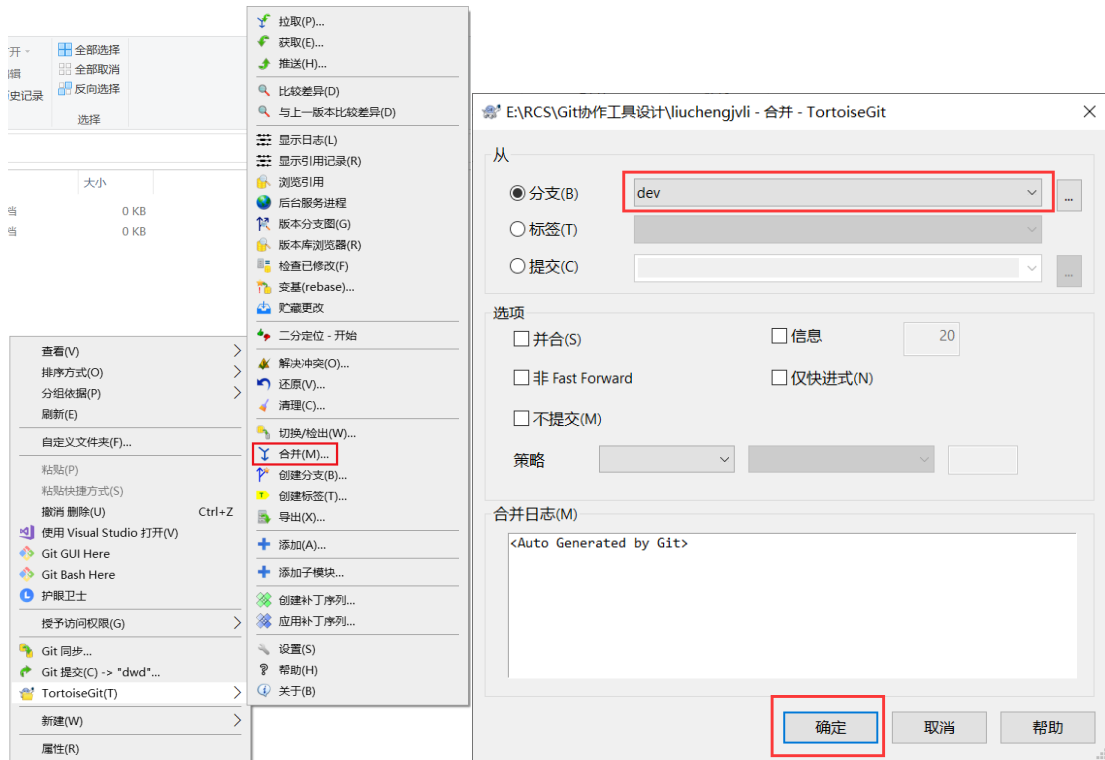 全部选择
全部取消
反向选择
史记录
选择
大小
0 KB
0 KB
查看(V)
排序方式(O)
分组依据(P)
刷新(E)
自定义文件夹(F)...
粘贴(P)
粘贴快捷方式(S)
撤消 删除(U) Ctrl+Z
使用 Visual Studio 打开(V)
Git GUI Here
Git Bash Here
护眼卫士
授予访问权限(G)
Git 同步...
Git 提交(C) -> "dwd"...
TortoiseGit(T)
新建(W)
属性(R)
拉取(P)...
获取(E)...
推送(H)...
比较差异(D)
与上一版本比较差异(D)
显示日志(L)
显示引用记录(R)
浏览引用
后台服务进程
版本分支图(G)
版本库浏览器(R)
检查已修改(F)
变基(rebase)...
贮藏更改
二分定位 - 开始
解决冲突(O)...
还原(V)...
清理(C)...
切换/检出(W)...
合并(M)...
创建分支(B)...
创建标签(T)...
导出(X)...
添加(A)...
添加子模块...
创建补丁序列...
应用补丁序列...
设置(S)
帮助(H)
关于(B)
E:\RCS\Git协作工具设计\liuchengjvli - 合并 - TortoiseGit
从
分支(B) dev ...
标签(T)
提交(C) ...
选项
并合(S) 信息 20
非 Fast Forward 仅快进式(N)
不提交(M)
策略
合并日志(M)
<Auto Generated by Git>
确定 取消 帮助